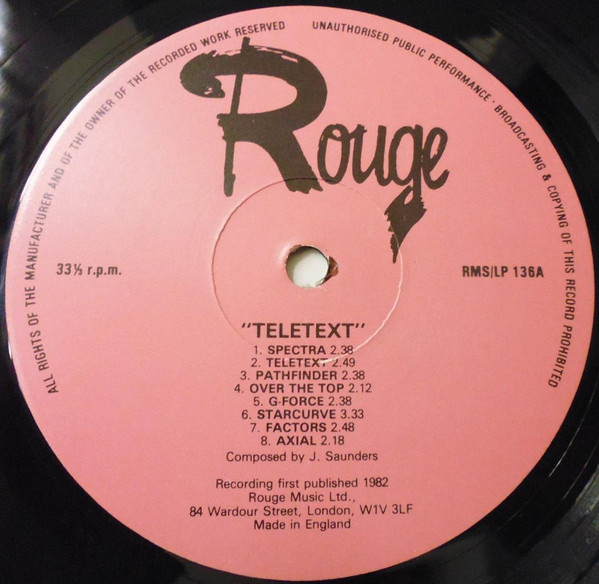 ALL RIGHTS OF THE MANUFACTURER AND OF THE OWNER OF THE RECORDED WORK RESERVED
UNAUTHORISED PUBLIC PERFORMANCE · BROADCASTING & COPYING OF THIS RECORD PROHIBITED
Rouge
33⅓ r.p.m.
RMS/LP 136A
"TELETEXT"
1. SPECTRA 2.38
2. TELETEXT 2.49
3. PATHFINDER 2.38
4. OVER THE TOP 2.12
5. G-FORCE 2.38
6. STARCURVE 3.33
7. FACTORS 2.48
8. AXIAL 2.18
Composed by J. Saunders
Recording first published 1982
Rouge Music Ltd.,
84 Wardour Street, London, W1V 3LF
Made in England